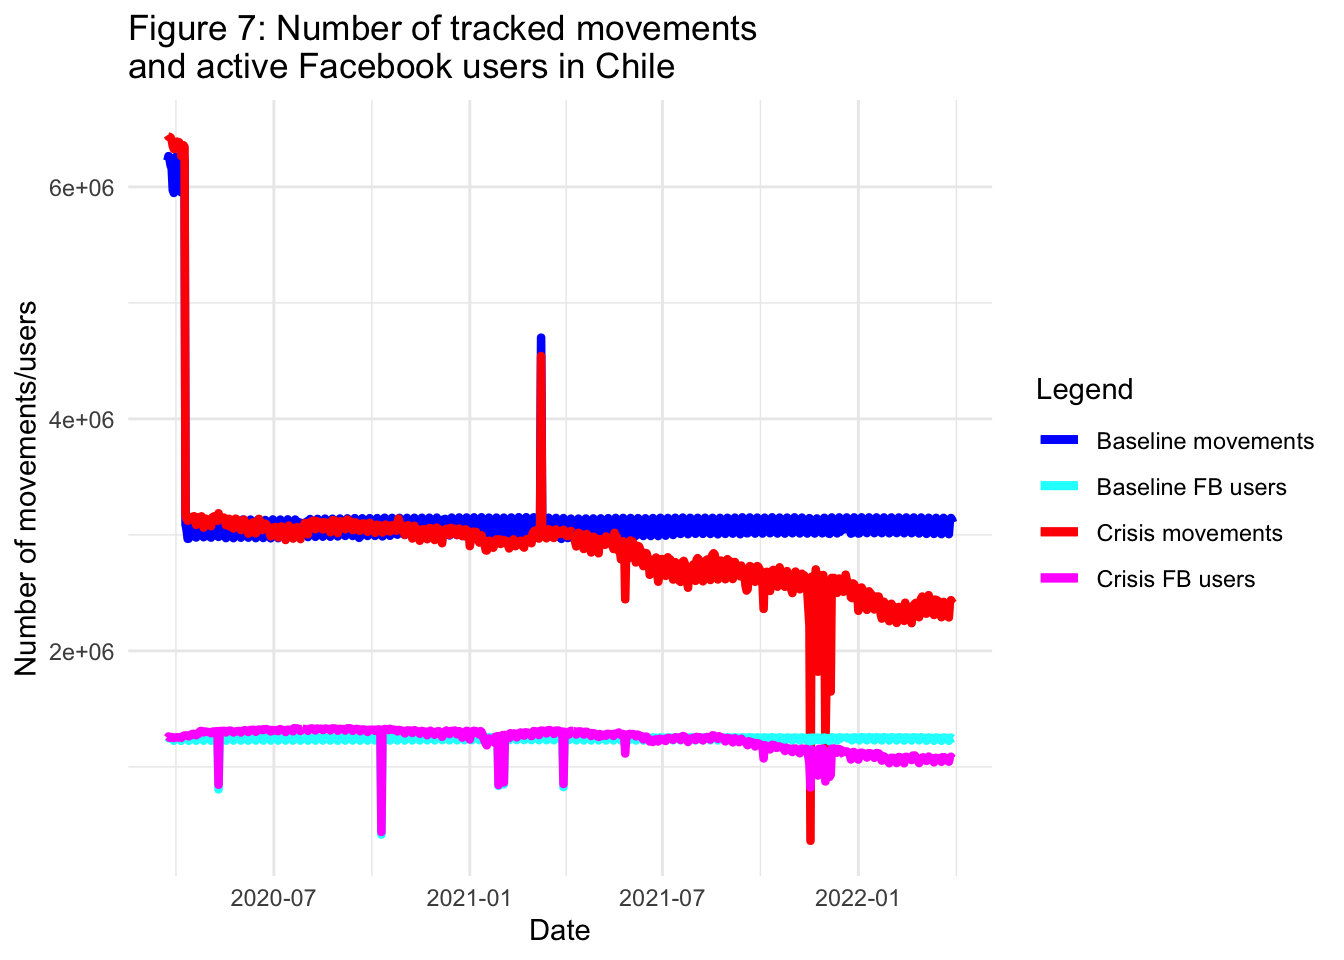 Figure 7: Number of tracked movements
and active Facebook users in Chile
Number of movements/users
6e+06
4e+06
2e+06
2020-07
2021-01
2021-07
2022-01
Date
Legend
Baseline movements
Baseline FB users
Crisis movements
Crisis FB users